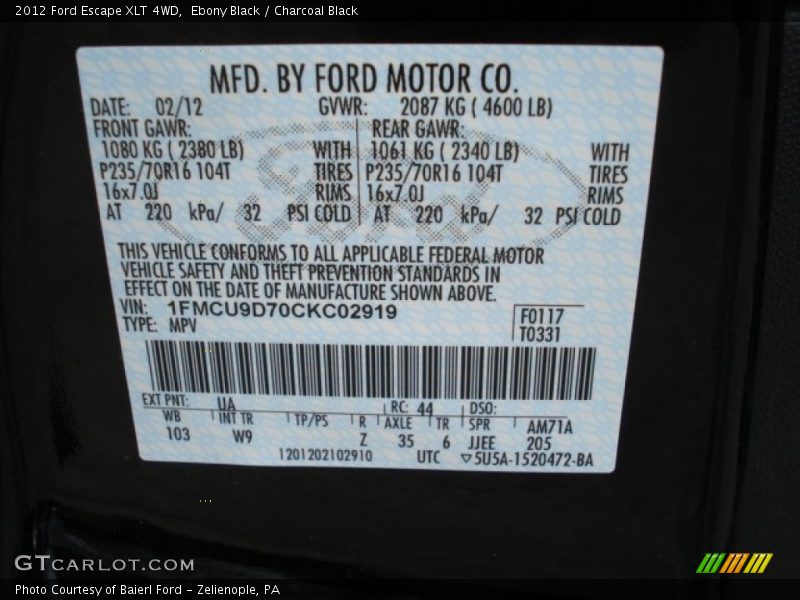 2012 Ford Escape XLT 4WD, Ebony Black / Charcoal Black
MFD. BY FORD MOTOR CO.
DATE: 02/12 GVWR: 2087 KG ( 4600 LB)
FRONT GAWR: REAR GAWR:
1080 KG ( 2380 LB) WITH 1061 KG ( 2340 LB) WITH
P235/70R16 104T TIRES P235/70R16 104T TIRES
16x7.0J RIMS 16x7.0J RIMS
AT 220 kPa/ 32 PSI COLD AT 220 kPa/ 32 PSI COLD
Ford
THIS VEHICLE CONFORMS TO ALL APPLICABLE FEDERAL MOTOR
VEHICLE SAFETY AND THEFT PREVENTION STANDARDS IN
EFFECT ON THE DATE OF MANUFACTURE SHOWN ABOVE.
VIN: 1FMCU9D70CKC02919 F0117
TYPE: MPV T0331
EXT PNT: UA RC: 44 DSO:
WB INT TR TP/PS R AXLE TR SPR AM71A
103 W9 Z 35 6 JJEE 205
1201202102910 UTC ▽5U5A-1520472-BA
GTCARLOT.COM
Photo Courtesy of Baierl Ford - Zelienople, PA